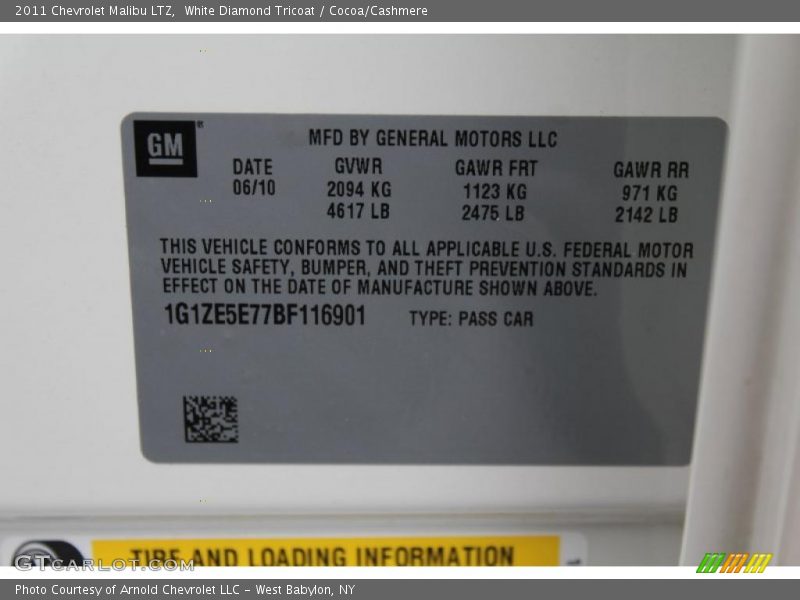 2011 Chevrolet Malibu LTZ, White Diamond Tricoat / Cocoa/Cashmere
GM®
MFD BY GENERAL MOTORS LLC
DATE GVWR GAWR FRT GAWR RR
06/10 2094 KG 1123 KG 971 KG
4617 LB 2475 LB 2142 LB
THIS VEHICLE CONFORMS TO ALL APPLICABLE U.S. FEDERAL MOTOR
VEHICLE SAFETY, BUMPER, AND THEFT PREVENTION STANDARDS IN
EFFECT ON THE DATE OF MANUFACTURE SHOWN ABOVE.
1G1ZE5E77BF116901 TYPE: PASS CAR
TIRE AND LOADING INFORMATION
GTCARLOT.COM
Photo Courtesy of Arnold Chevrolet LLC - West Babylon, NY